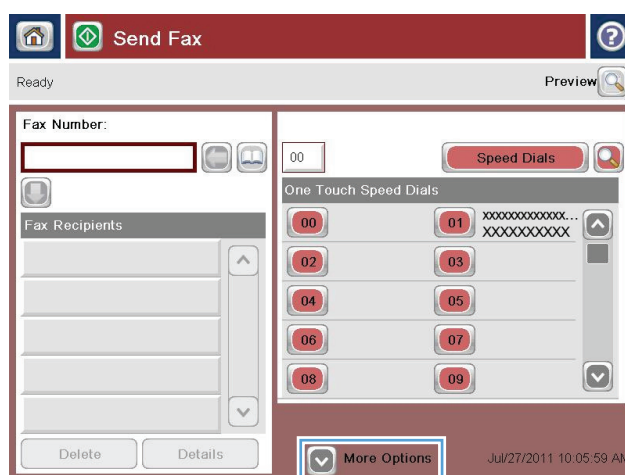 Send Fax
?
Ready
Preview
Fax Number:
00
Speed Dials
One Touch Speed Dials
Fax Recipients
00
01
XXXXXXXXXXXXX...
XXXXXXXXXX
02
03
04
05
06
07
08
09
Delete
Details
More Options
Jul/27/2011 10:05:59 AM